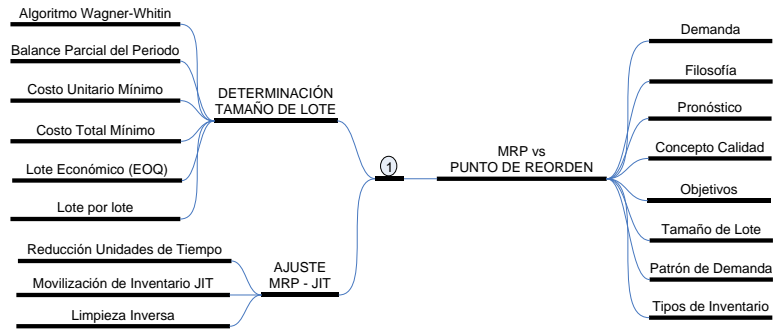 Algoritmo Wagner-Whitin
Balance Parcial del Periodo
Costo Unitario Mínimo
Costo Total Mínimo
Lote Económico (EOQ)
Lote por lote
DETERMINACIÓN
TAMAÑO DE LOTE
Reducción Unidades de Tiempo
Movilización de Inventario JIT
Limpieza Inversa
AJUSTE
MRP - JIT
1
MRP vs
PUNTO DE REORDEN
Demanda
Filosofía
Pronóstico
Concepto Calidad
Objetivos
Tamaño de Lote
Patrón de Demanda
Tipos de Inventario